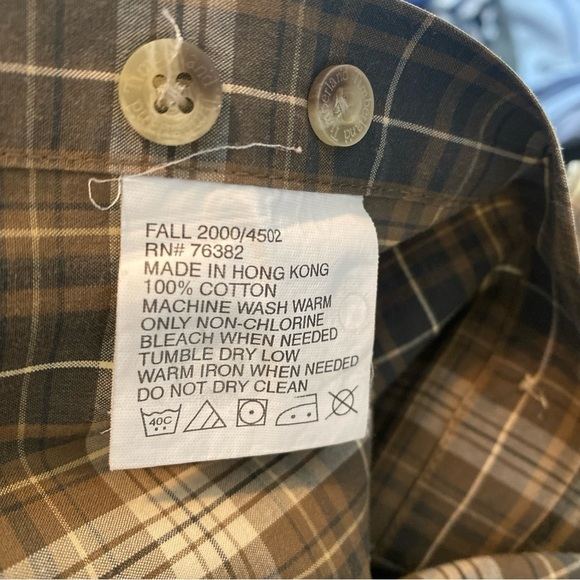 FALL 2000/4502
RN# 76382
MADE IN HONG KONG
100% COTTON
MACHINE WASH WARM
ONLY NON-CHLORINE
BLEACH WHEN NEEDED
TUMBLE DRY LOW
WARM IRON WHEN NEEDED
DO NOT DRY CLEAN
40C